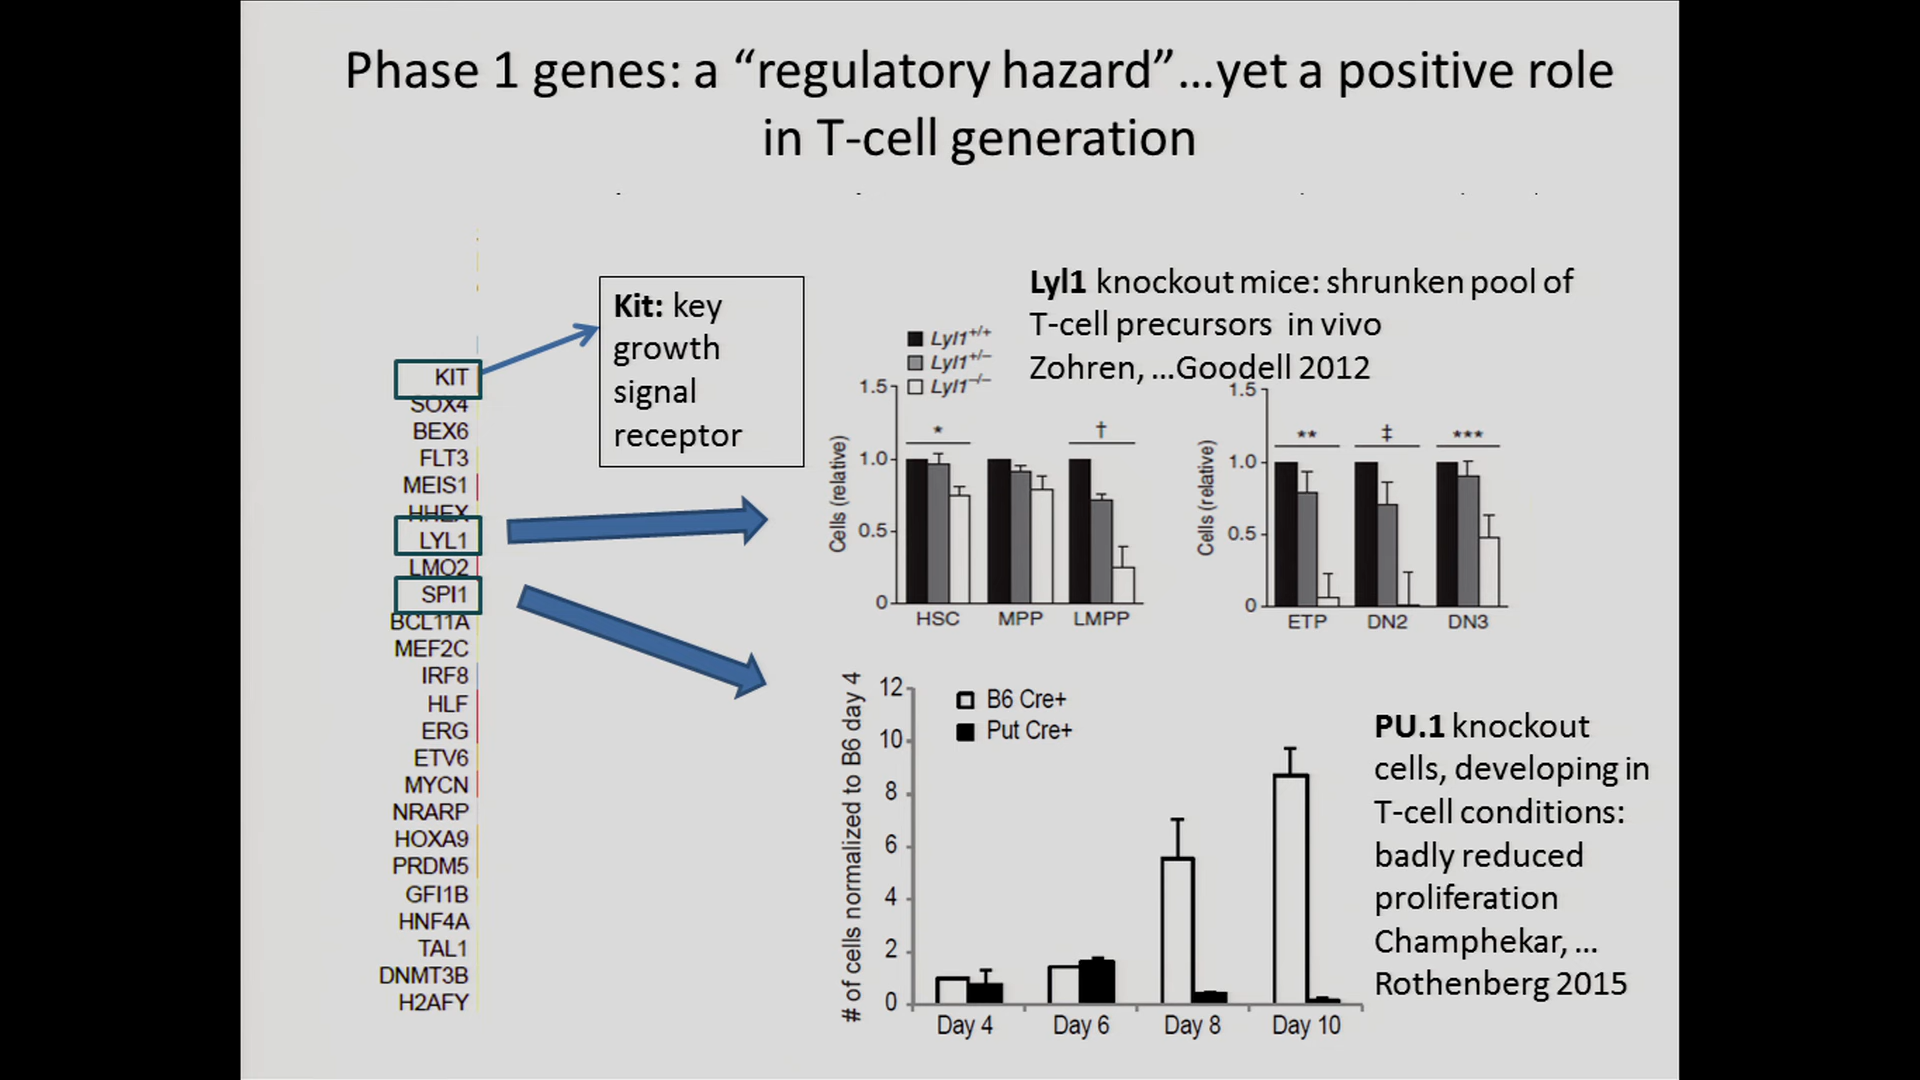 Phase 1 genes: a “regulatory hazard”...yet a positive role
in T-cell generation
KIT
SOX4
BEX6
FLT3
MEIS1
HHEX
LYL1
LMO2
SPI1
BCL11A
MEF2C
IRF8
HLF
ERG
ETV6
MYCN
NRARP
HOXA9
PRDM5
GFI1B
HNF4A
TAL1
DNMT3B
H2AFY
Kit: key
growth
signal
receptor
Lyl1 knockout mice: shrunken pool of
T-cell precursors in vivo
Zohren, ...Goodell 2012
Lyl1+/+
Lyl1+/–
Lyl1–/–
Cells (relative)
1.5
1.0
0.5
0
*
†
HSC MPP LMPP
Cells (relative)
1.5
1.0
0.5
0
** ‡ ***
ETP DN2 DN3
# of cells normalized to B6 day 4
12
10
8
6
4
2
0
B6 Cre+
Put Cre+
Day 4 Day 6 Day 8 Day 10
PU.1 knockout
cells, developing in
T-cell conditions:
badly reduced
proliferation
Champhekar, ...
Rothenberg 2015